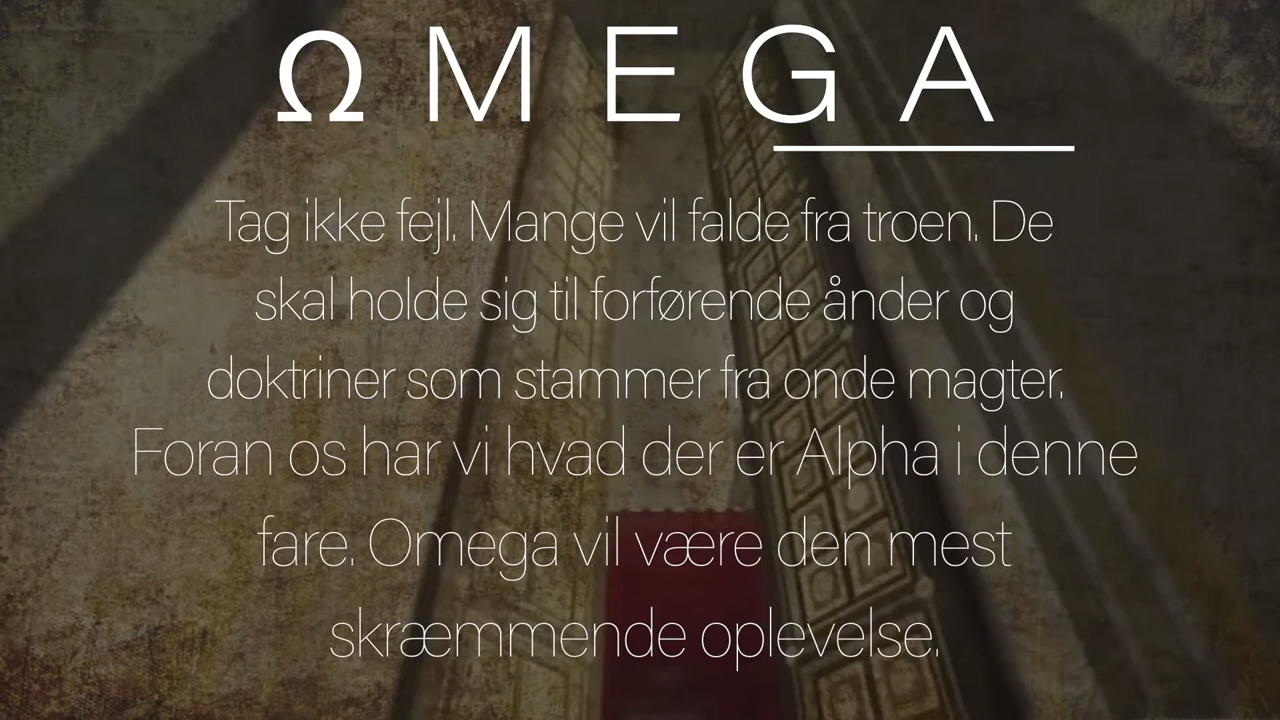 ΩMEGA
Tag ikke fejl. Mange vil falde fra troen. De
skal holde sig til forførende ånder og
doktriner som stammer fra onde magter.
Foran os har vi hvad der er Alpha i denne
fare. Omega vil være den mest
skræmmende oplevelse.